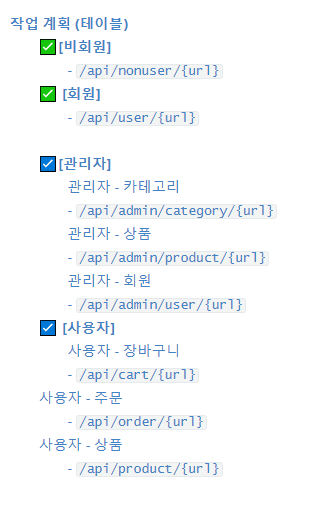 작업 계획 (테이블)
✅ [비회원]
- /api/nonuser/{url}
✅ [회원]
- /api/user/{url}
☑ [관리자]
관리자 - 카테고리
- /api/admin/category/{url}
관리자 - 상품
- /api/admin/product/{url}
관리자 - 회원
- /api/admin/user/{url}
☑ [사용자]
사용자 - 장바구니
- /api/cart/{url}
사용자 - 주문
- /api/order/{url}
사용자 - 상품
- /api/product/{url}